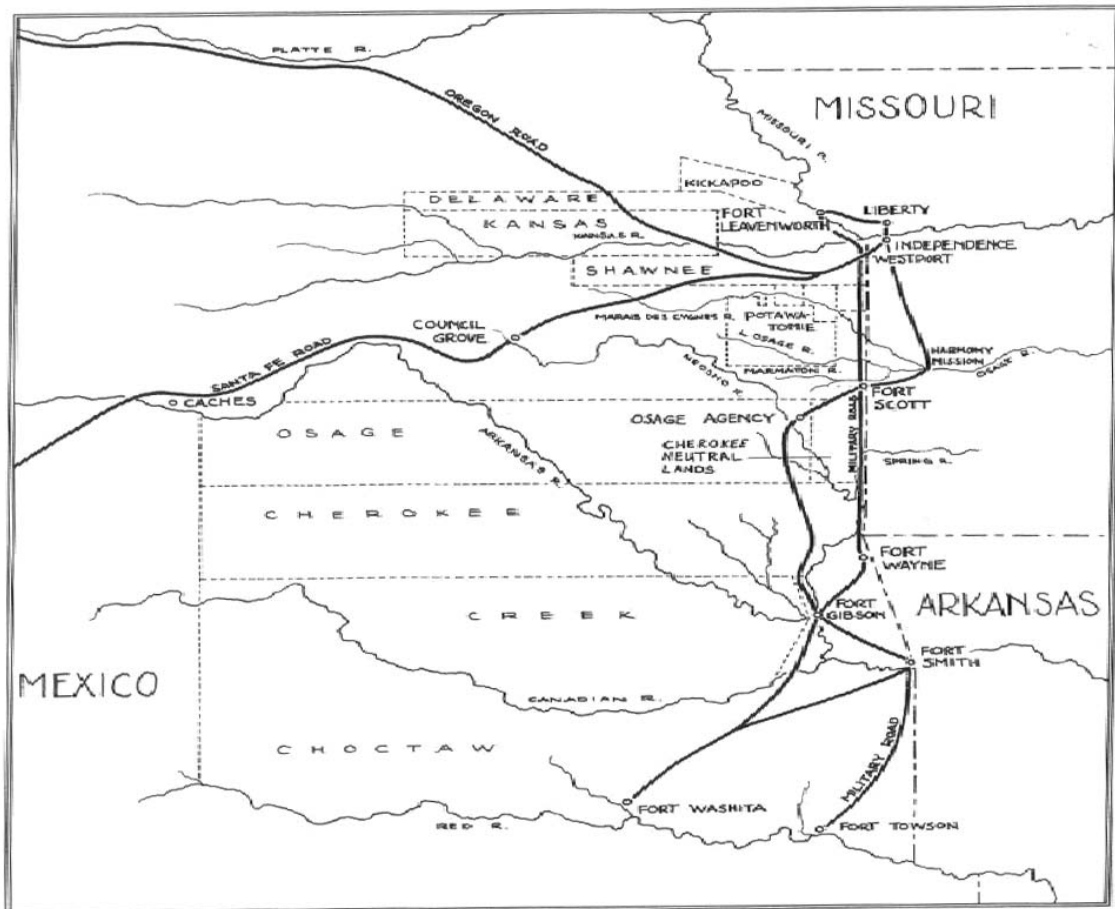 PLATTE R.
OREGON ROAD
MISSOURI R.
MISSOURI
KICKAPOO
DELAWARE
KANSAS
KANSAS R.
FORT
LEAVENWORTH
LIBERTY
INDEPENDENCE
WESTPORT
SHAWNEE
MARAIS DES CYGNES R.
POTAWA-
TOMIE
COUNCIL
GROVE
L. OSAGE R.
HARMONY
MISSION
OSAGE R.
MARMATON R.
SANTA FE ROAD
NEOSHO R.
CACHES
FORT
SCOTT
OSAGE AGENCY
OSAGE
ARKANSAS R.
CHEROKEE
NEUTRAL
LANDS
MILITARY ROAD
SPRING R.
CHEROKEE
FORT
WAYNE
CREEK
FORT
GIBSON
ARKANSAS
FORT
SMITH
MEXICO
CANADIAN R.
CHOCTAW
MILITARY ROAD
FORT WASHITA
RED R.
FORT TOWSON